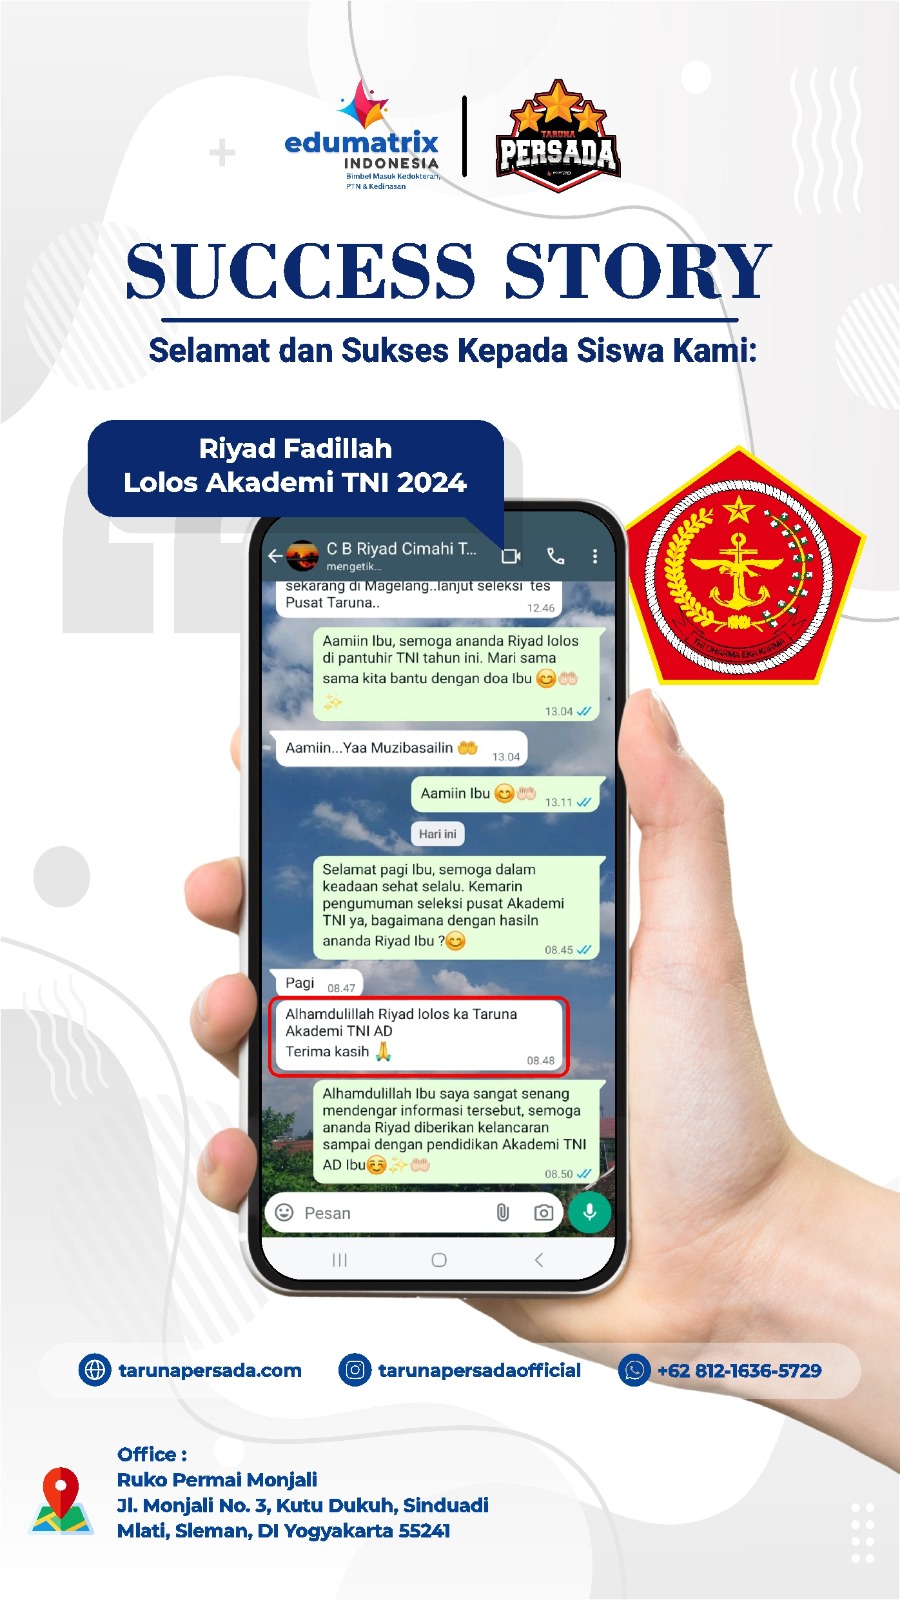 edumatrix
INDONESIA
Bimbel Masuk Kedokteran,
PTN & Kedinasan
TARUNA
PERSADA
SUCCESS STORY
Selamat dan Sukses Kepada Siswa Kami:
Riyad Fadillah
Lolos Akademi TNI 2024
C B Riyad Cimahi T...
mengetik...
sekarang di Magelang..lanjut seleksi tes
Pusat Taruna..
12.46
Aamiin Ibu, semoga ananda Riyad lolos
di pantuhir TNI tahun ini. Mari sama
sama kita bantu dengan doa Ibu 😊🤲🏻
✨
13.04
Aamiin...Yaa Muzibasailin 🤲
13.04
Aamiin Ibu 😊🤲🏻
13.11
Hari ini
Selamat pagi Ibu, semoga dalam
keadaan sehat selalu. Kemarin
pengumuman seleksi pusat Akademi
TNI ya, bagaimana dengan hasiln
ananda Riyad Ibu ?😊
08.45
Pagi
08.47
Alhamdulillah Riyad lolos ka Taruna
Akademi TNI AD
Terima kasih 🙏
08.48
Alhamdulillah Ibu saya sangat senang
mendengar informasi tersebut, semoga
ananda Riyad diberikan kelancaran
sampai dengan pendidikan Akademi TNI
AD Ibu☺️✨🤲🏻
08.50
Pesan
TRI DHARMA EKA KARMA
tarunapersada.com
tarunapersadaofficial
+62 812-1636-5729
Office :
Ruko Permai Monjali
Jl. Monjali No. 3, Kutu Dukuh, Sinduadi
Mlati, Sleman, DI Yogyakarta 55241